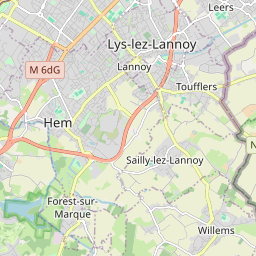 Leers
Lys-lez-Lannoy
Lannoy
M 6dG
Toufflers
Hem
Sailly-lez-Lannoy
Forest-sur-
Marque
Willems
N